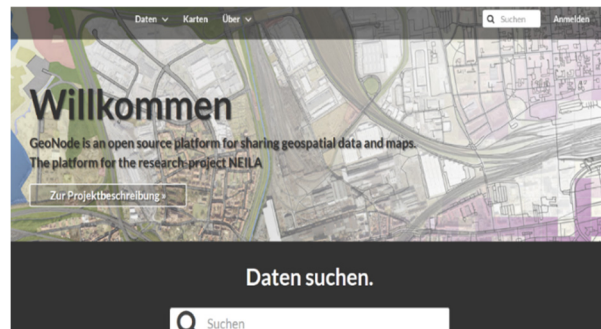 Daten Karten Über Suchen Anmelden
Willkommen
GeoNode is an open source platform for sharing geospatial data and maps.
The platform for the research-project NEILA
Zur Projektbeschreibung »
Daten suchen.
Suchen